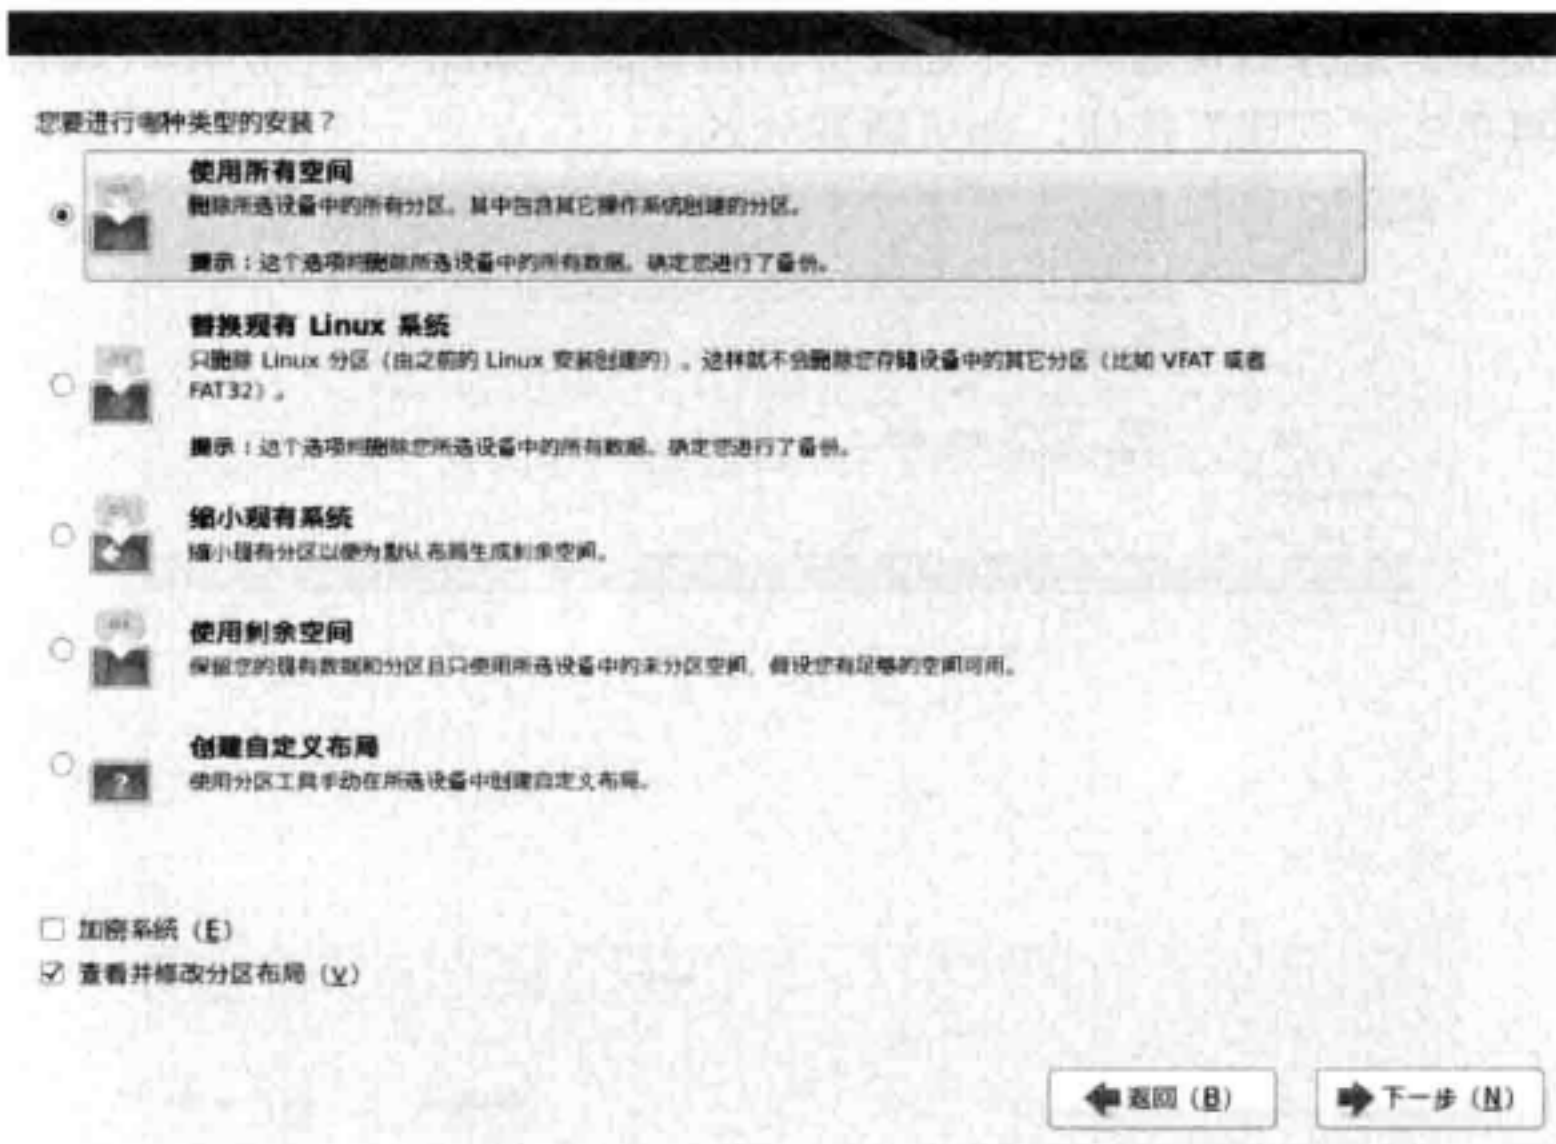 您要进行哪种类型的安装？
使用所有空间
删除所选设备中的所有分区。其中包含其它操作系统创建的分区。
提示：这个选项将删除所选设备中的所有数据。确定您进行了备份。
替换现有 Linux 系统
只删除 Linux 分区（由之前的 Linux 安装创建的）。这样就不会删除您存储设备中的其它分区（比如 VFAT 或者
FAT32）。
提示：这个选项将删除您所选设备中的所有数据。确定您进行了备份。
缩小现有系统
缩小现有分区以便为默认布局生成剩余空间。
使用剩余空间
保留您的现有数据和分区且只使用所选设备中的未分区空间，假设您有足够的空间可用。
创建自定义布局
使用分区工具手动在所选设备中创建自定义布局。
加密系统（E）
查看并修改分区布局（V）
返回（B）
下一步（N）